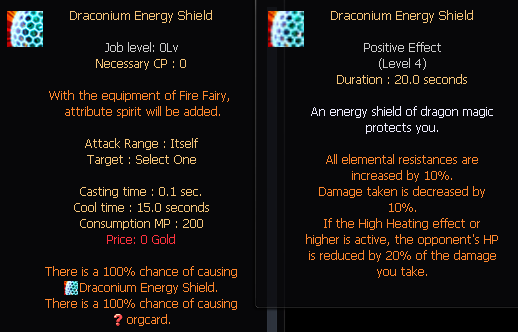 Draconium Energy Shield
Job level: 0Lv
Necessary CP : 0
With the equipment of Fire Fairy,
attribute spirit will be added.
Attack Range : Itself
Target : Select One
Casting time : 0.1 sec.
Cool time : 15.0 seconds
Consumption MP : 200
Price: 0 Gold
There is a 100% chance of causing
Draconium Energy Shield.
There is a 100% chance of causing
❓orgcard.
Draconium Energy Shield
Positive Effect
(Level 4)
Duration : 20.0 seconds
An energy shield of dragon magic
protects you.
All elemental resistances are
increased by 10%.
Damage taken is decreased by
10%.
If the High Heating effect or
higher is active, the opponent's HP
is reduced by 20% of the damage
you take.